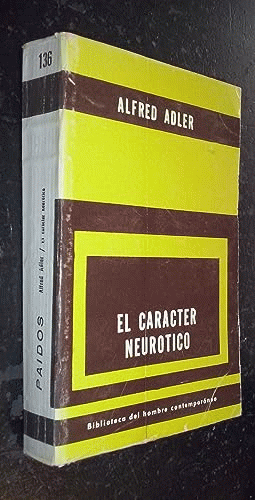 136
Alfred Adler / EL CARACTER NEUROTICO
PAIDOS
ALFRED ADLER
EL CARACTER
NEUROTICO
Biblioteca del hombre contemporáneo